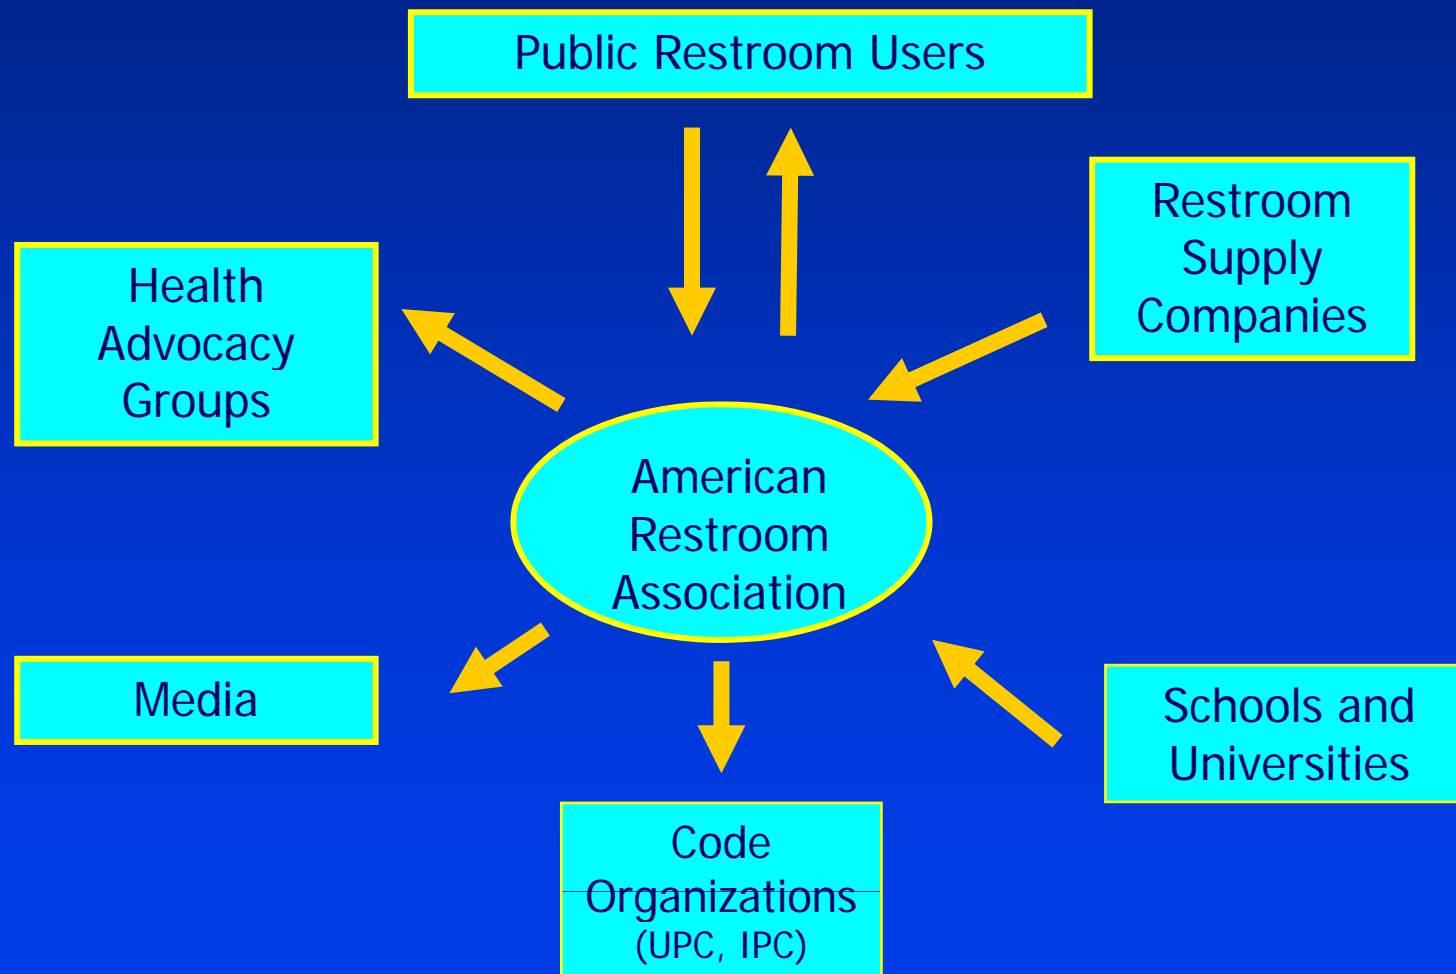 Public Restroom Users
Restroom
Supply
Companies
Health
Advocacy
Groups
American
Restroom
Association
Media
Schools and
Universities
Code
Organizations
(UPC, IPC)